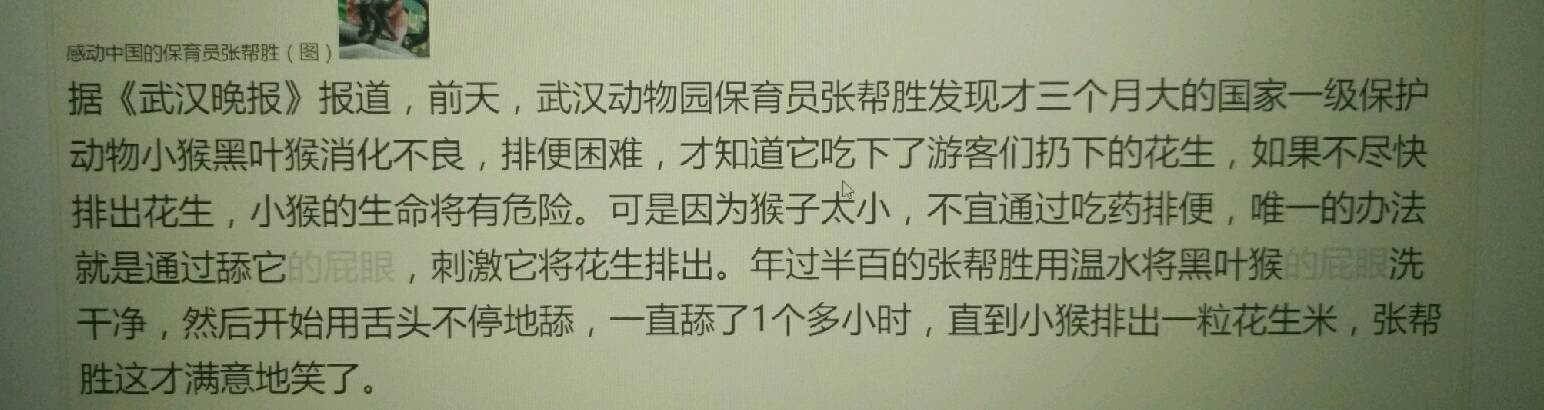 感动中国的保育员张帮胜（图）
据《武汉晚报》报道，前天，武汉动物园保育员张帮胜发现才三个月大的国家一级保护
动物小猴黑叶猴消化不良，排便困难，才知道它吃下了游客们扔下的花生，如果不尽快
排出花生，小猴的生命将有危险。可是因为猴子太小，不宜通过吃药排便，唯一的办法
就是通过舔它的屁眼，刺激它将花生排出。年过半百的张帮胜用温水将黑叶猴的屁眼洗
干净，然后开始用舌头不停地舔，一直舔了1个多小时，直到小猴排出一粒花生米，张帮
胜这才满意地笑了。